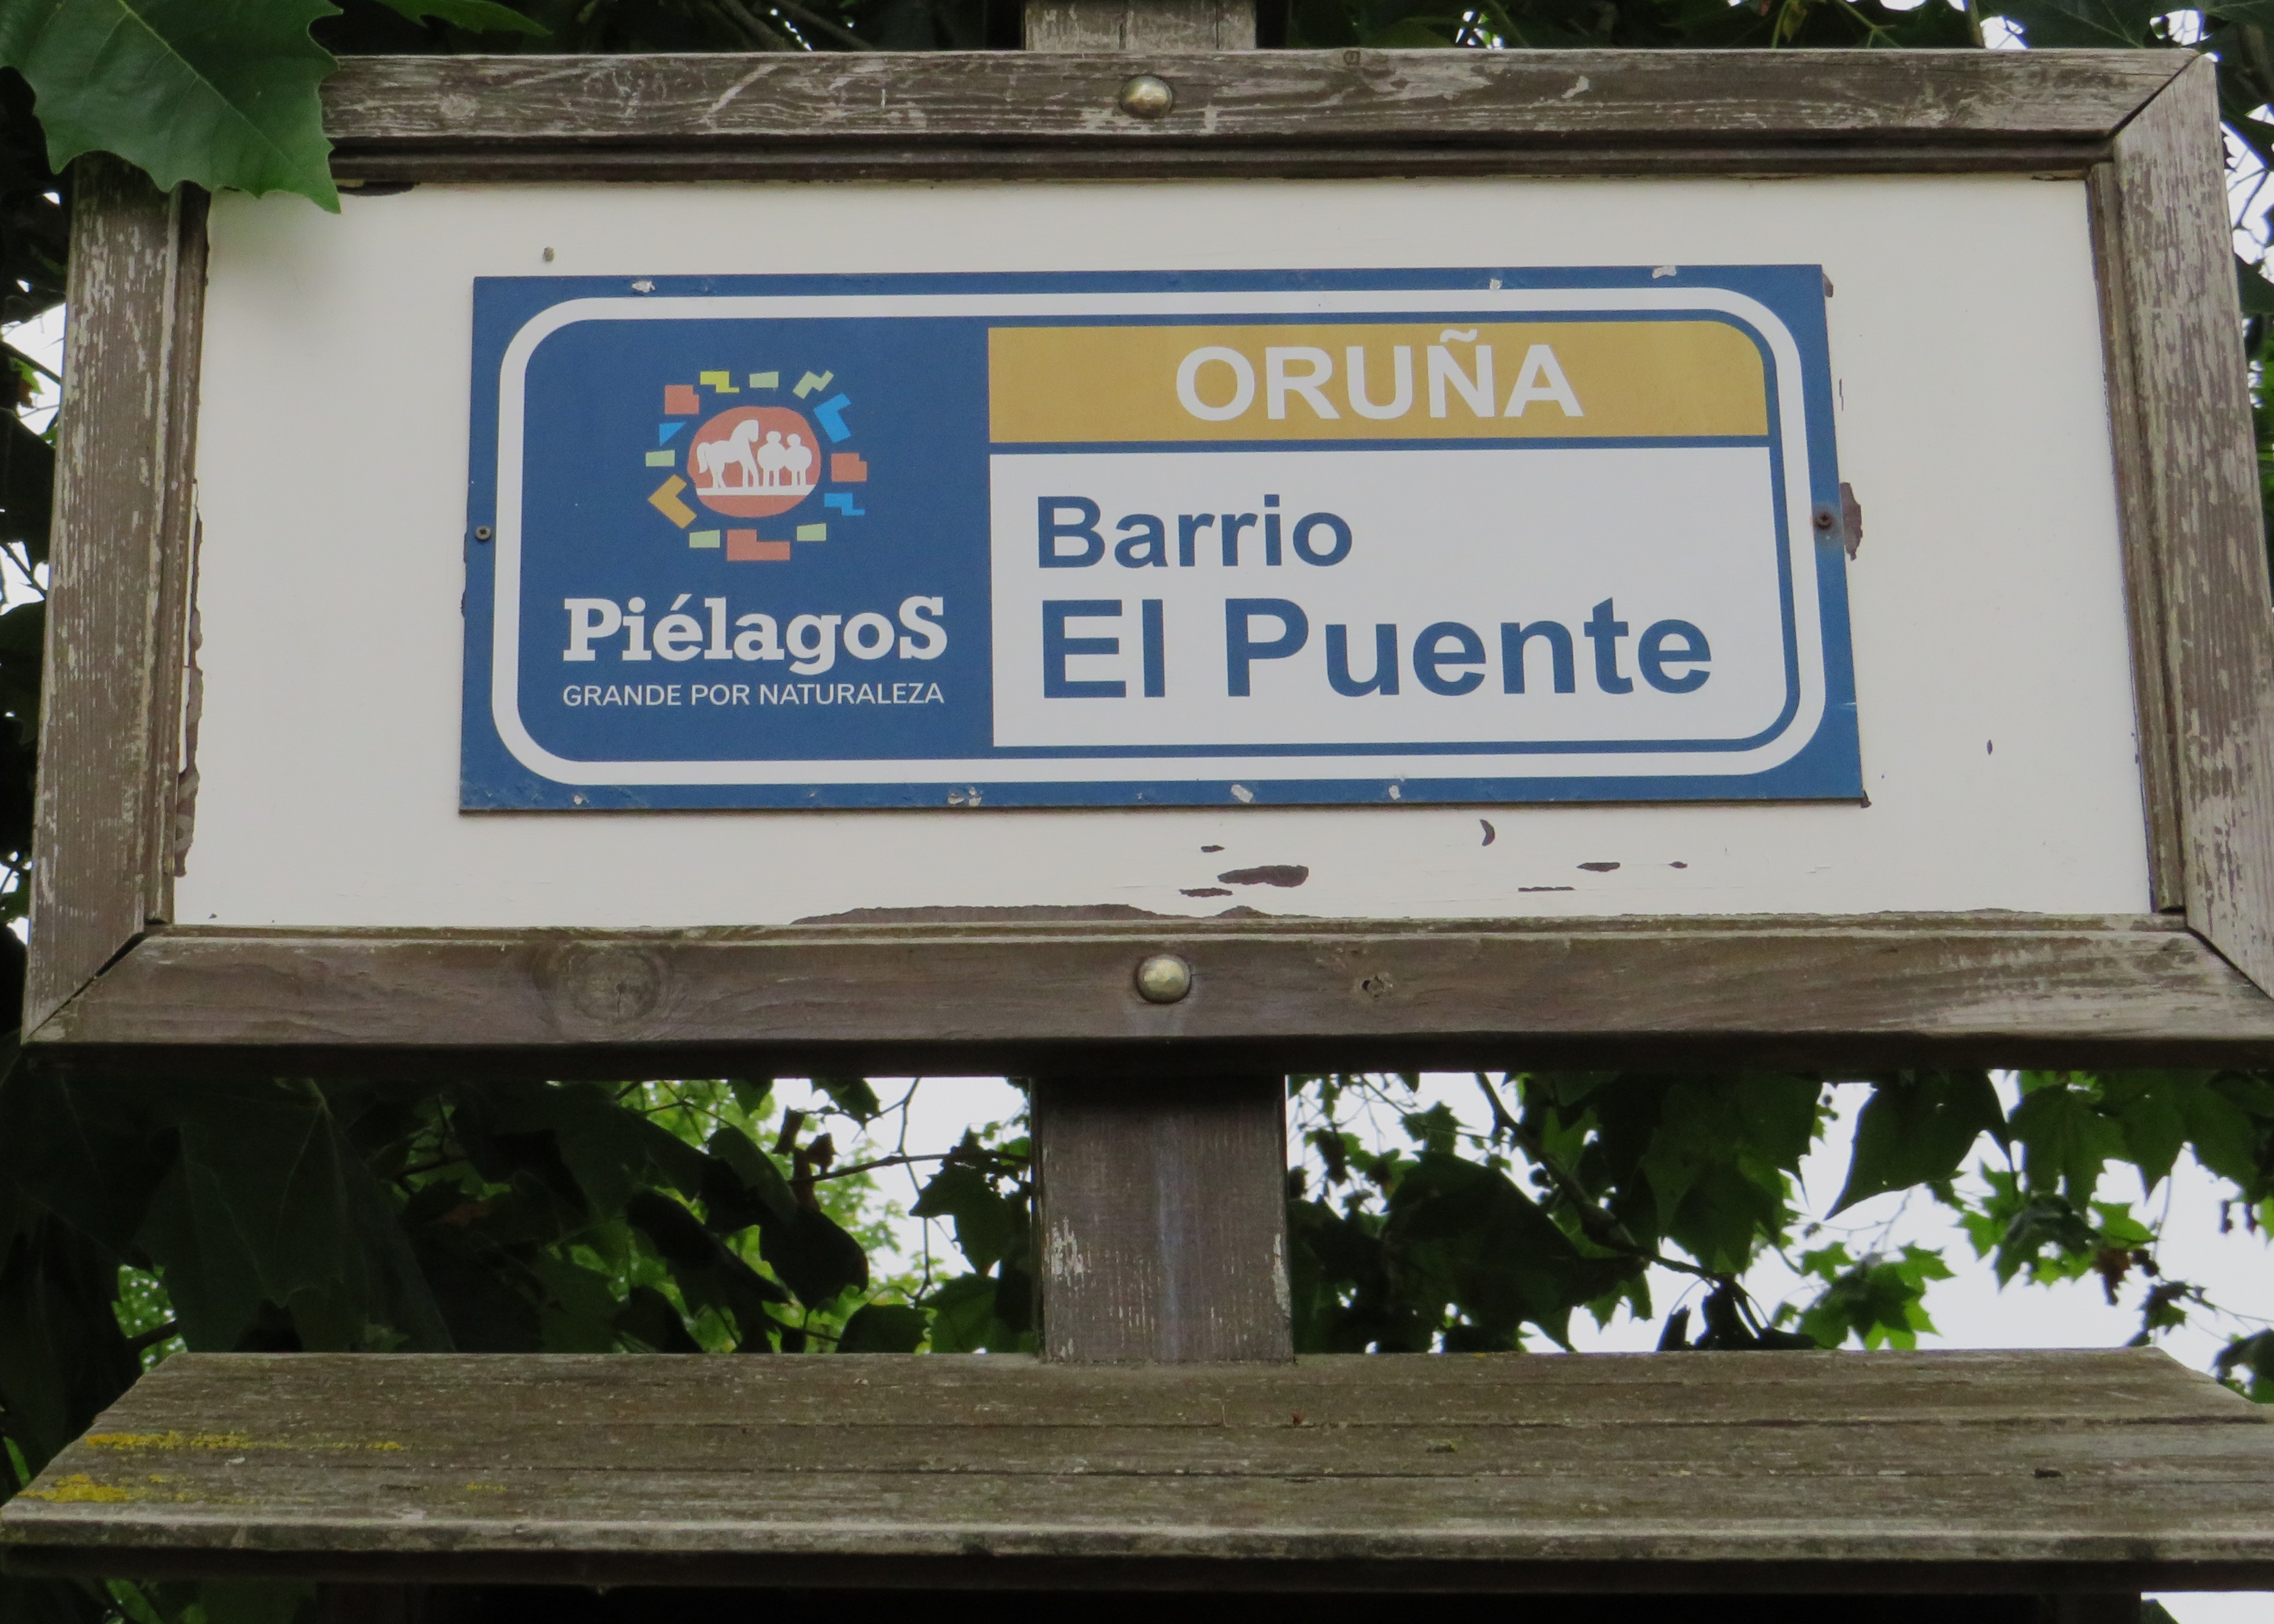 PiélagoS
GRANDE POR NATURALEZA
ORUÑA
Barrio
El Puente